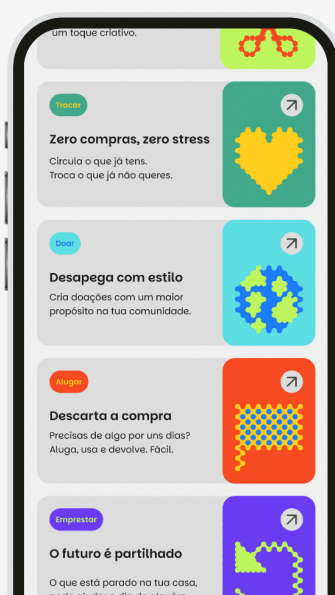 um toque criativo.
Trocar
Zero compras, zero stress
Circula o que já tens.
Troca o que já não queres.
Doar
Desapega com estilo
Cria doações com um maior
propósito na tua comunidade.
Alugar
Descarta a compra
Precisas de algo por uns dias?
Aluga, usa e devolve. Fácil.
Emprestar
O futuro é partilhado
O que está parado na tua casa,